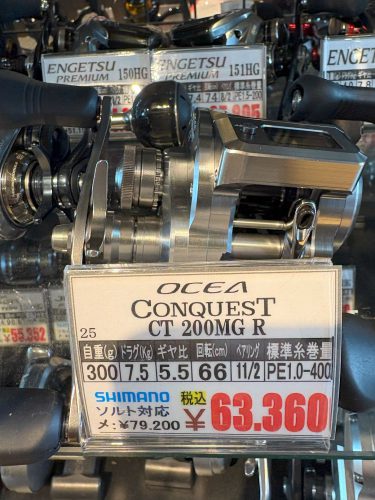 ENGETSU
PREMIUM 150HG
ENGETSU
PREMIUM 151HG
ENGETSU
PREMIUM
¥55.352
OCEA
CONQUEST
25 CT 200MG R
自重(g) ドラグ(Kg) ギヤ比 回転(cm) ベアリング 標準糸巻量
300 7.5 5.5 66 11/2 PE1.0-400
SHIMANO 税込
ソルト対応
メ:¥79.200 ¥63.360